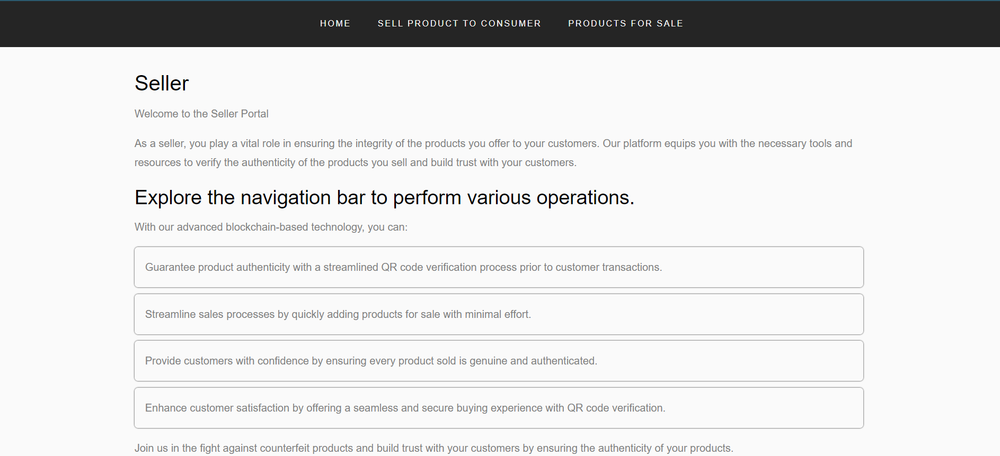 HOME SELL PRODUCT TO CONSUMER PRODUCTS FOR SALE
Seller
Welcome to the Seller Portal
As a seller, you play a vital role in ensuring the integrity of the products you offer to your customers. Our platform equips you with the necessary tools and
resources to verify the authenticity of the products you sell and build trust with your customers.
Explore the navigation bar to perform various operations.
With our advanced blockchain-based technology, you can:
Guarantee product authenticity with a streamlined QR code verification process prior to customer transactions.
Streamline sales processes by quickly adding products for sale with minimal effort.
Provide customers with confidence by ensuring every product sold is genuine and authenticated.
Enhance customer satisfaction by offering a seamless and secure buying experience with QR code verification.
Join us in the fight against counterfeit products and build trust with your customers by ensuring the authenticity of your products.